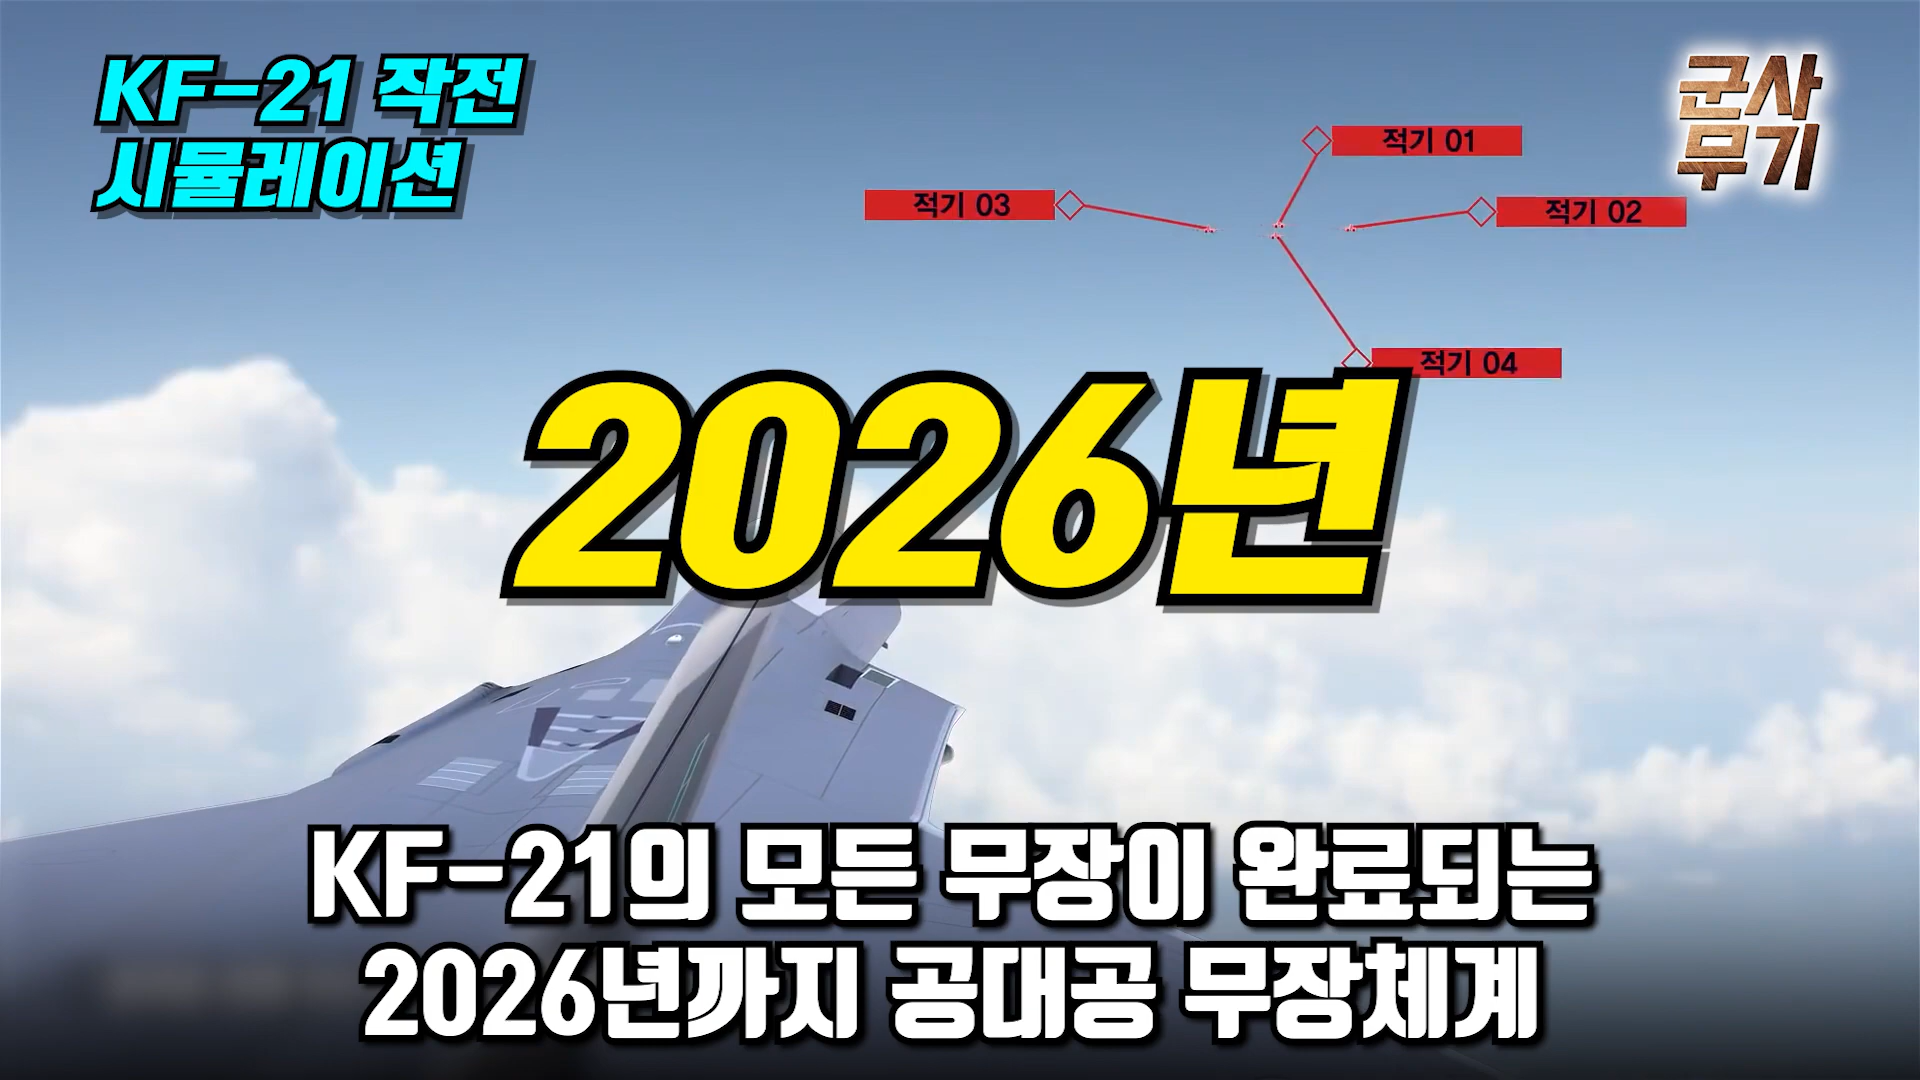 KF-21 작전
시뮬레이션
군사
무기
적기 01
적기 03
적기 02
적기 04
2026년
KF-21의 모든 무장이 완료되는
2026년까지 공대공 무장체계